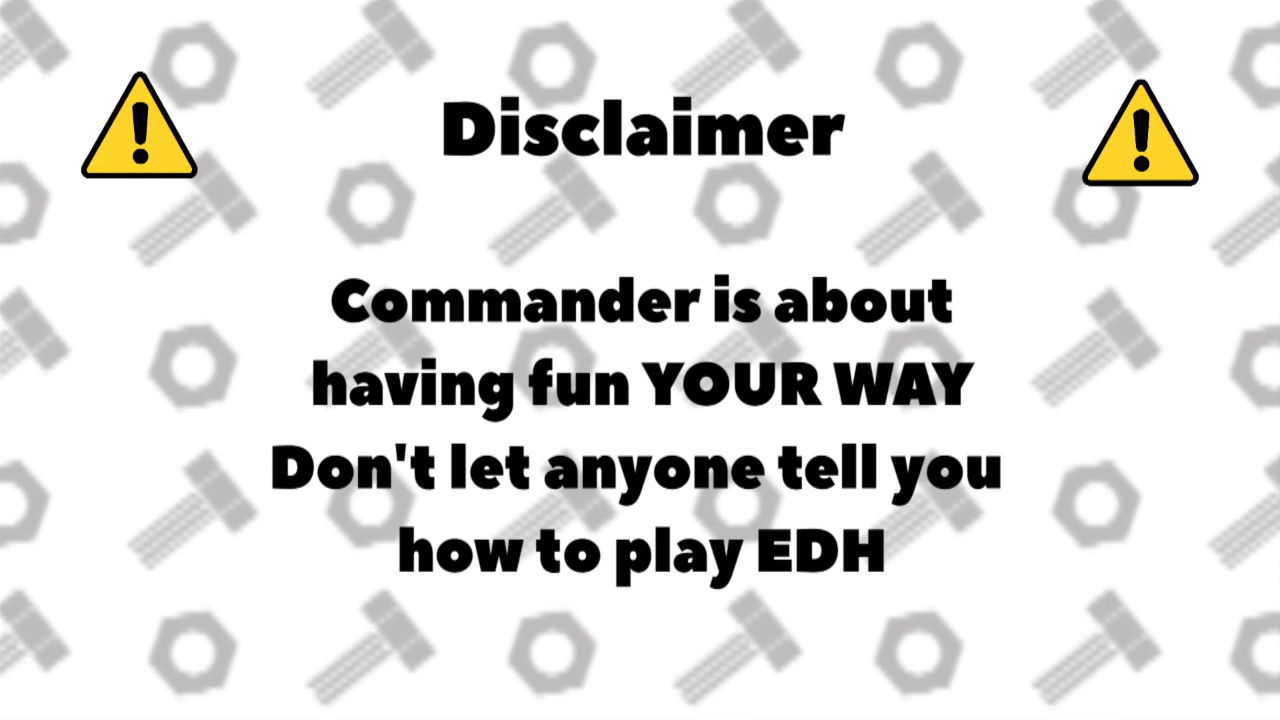 Disclaimer
Commander is about
having fun YOUR WAY
Don't let anyone tell you
how to play EDH